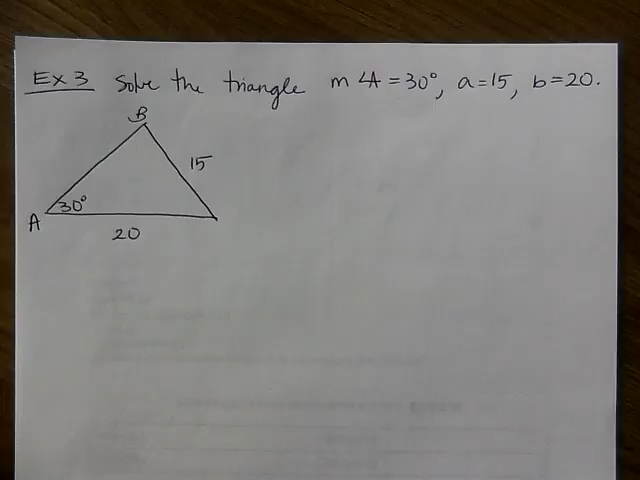 Ex 3 Solve the triangle m∠A = 30°, a=15, b=20.
B
15
30°
A
20